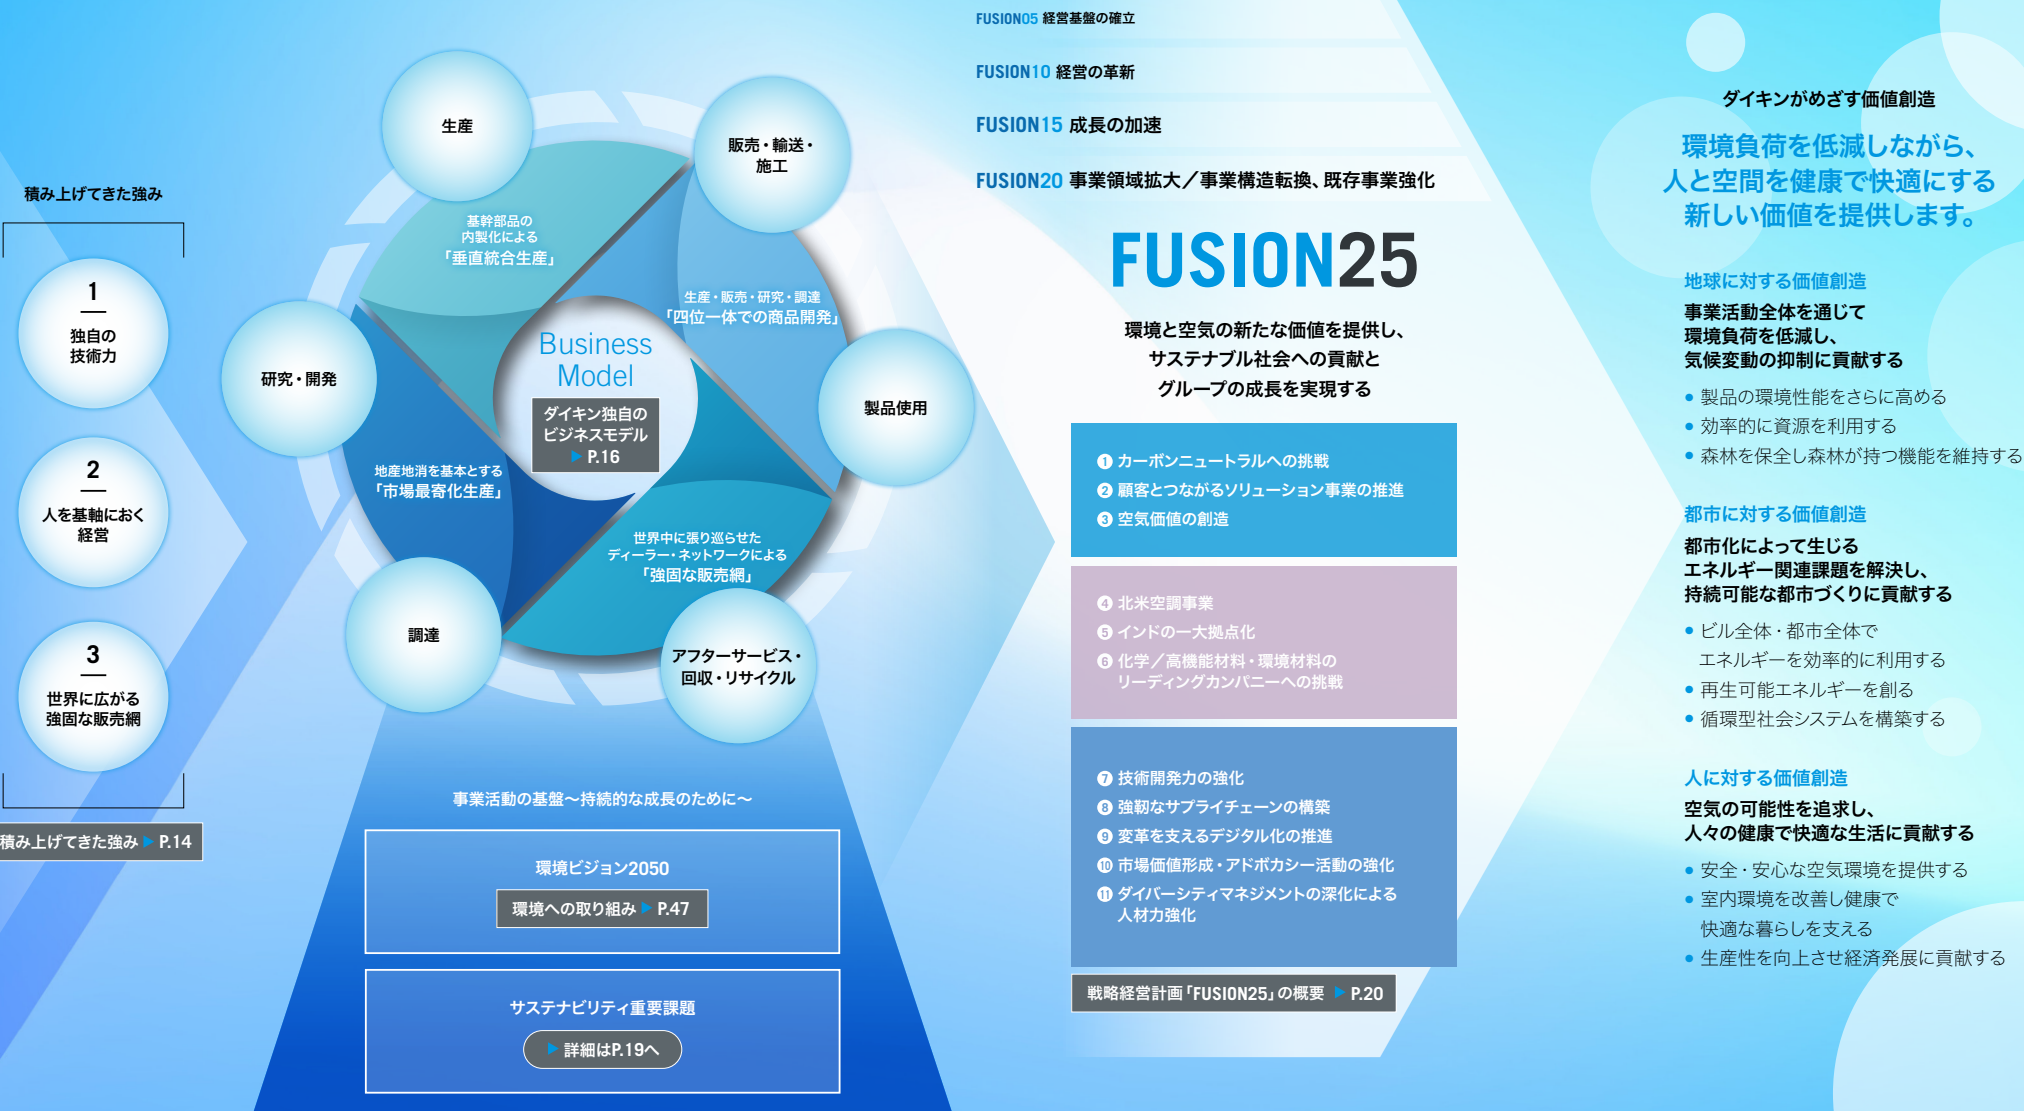 積み上げてきた強み
1
独自の
技術力
2
人を基軸におく
経営
3
世界に広がる
強固な販売網
積み上げてきた強み ▶ P.14
生産
販売・輸送・
施工
製品使用
アフターサービス・
回収・リサイクル
調達
研究・開発
基幹部品の
内製化による
「垂直統合生産」
生産・販売・研究・調達
「四位一体での商品開発」
世界中に張り巡らせた
ディーラー・ネットワークによる
「強固な販売網」
地産地消を基本とする
「市場最寄化生産」
Business
Model
ダイキン独自の
ビジネスモデル
▶ P.16
事業活動の基盤〜持続的な成長のために〜
環境ビジョン2050
環境への取り組み ▶ P.47
サステナビリティ重要課題
▶ 詳細はP.19へ
FUSION05 経営基盤の確立
FUSION10 経営の革新
FUSION15 成長の加速
FUSION20 事業領域拡大／事業構造転換、既存事業強化
FUSION25
環境と空気の新たな価値を提供し、
サステナブル社会への貢献と
グループの成長を実現する
❶ カーボンニュートラルへの挑戦
❷ 顧客とつながるソリューション事業の推進
❸ 空気価値の創造
❹ 北米空調事業
❺ インドの一大拠点化
❻ 化学／高機能材料・環境材料の
リーディングカンパニーへの挑戦
❼ 技術開発力の強化
❽ 強靭なサプライチェーンの構築
❾ 変革を支えるデジタル化の推進
❿ 市場価値形成・アドボカシー活動の強化
⓫ ダイバーシティマネジメントの深化による
人材力強化
戦略経営計画「FUSION25」の概要 ▶ P.20
ダイキンがめざす価値創造
環境負荷を低減しながら、
人と空間を健康で快適にする
新しい価値を提供します。
地球に対する価値創造
事業活動全体を通じて
環境負荷を低減し、
気候変動の抑制に貢献する
● 製品の環境性能をさらに高める
● 効率的に資源を利用する
● 森林を保全し森林が持つ機能を維持する
都市に対する価値創造
都市化によって生じる
エネルギー関連課題を解決し、
持続可能な都市づくりに貢献する
● ビル全体・都市全体で
エネルギーを効率的に利用する
● 再生可能エネルギーを創る
● 循環型社会システムを構築する
人に対する価値創造
空気の可能性を追求し、
人々の健康で快適な生活に貢献する
● 安全・安心な空気環境を提供する
● 室内環境を改善し健康で
快適な暮らしを支える
● 生産性を向上させ経済発展に貢献する